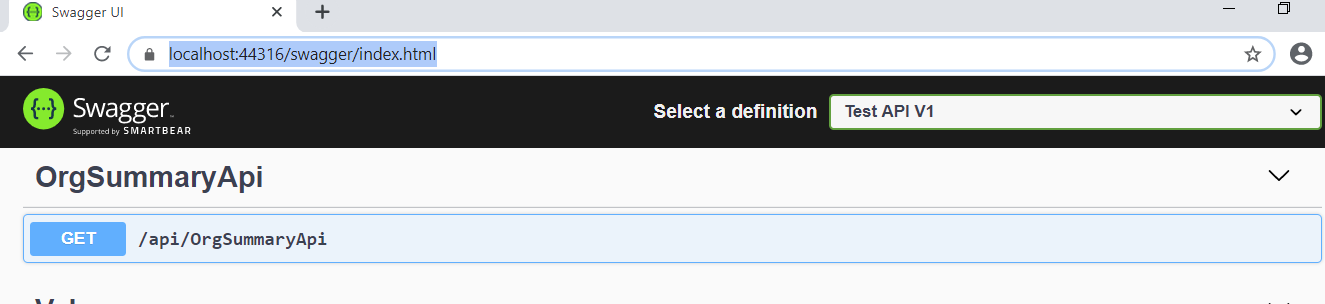 Swagger UI
localhost:44316/swagger/index.html
{...} Swagger
Supported by SMARTBEAR
Select a definition
Test API V1
OrgSummaryApi
GET /api/OrgSummaryApi